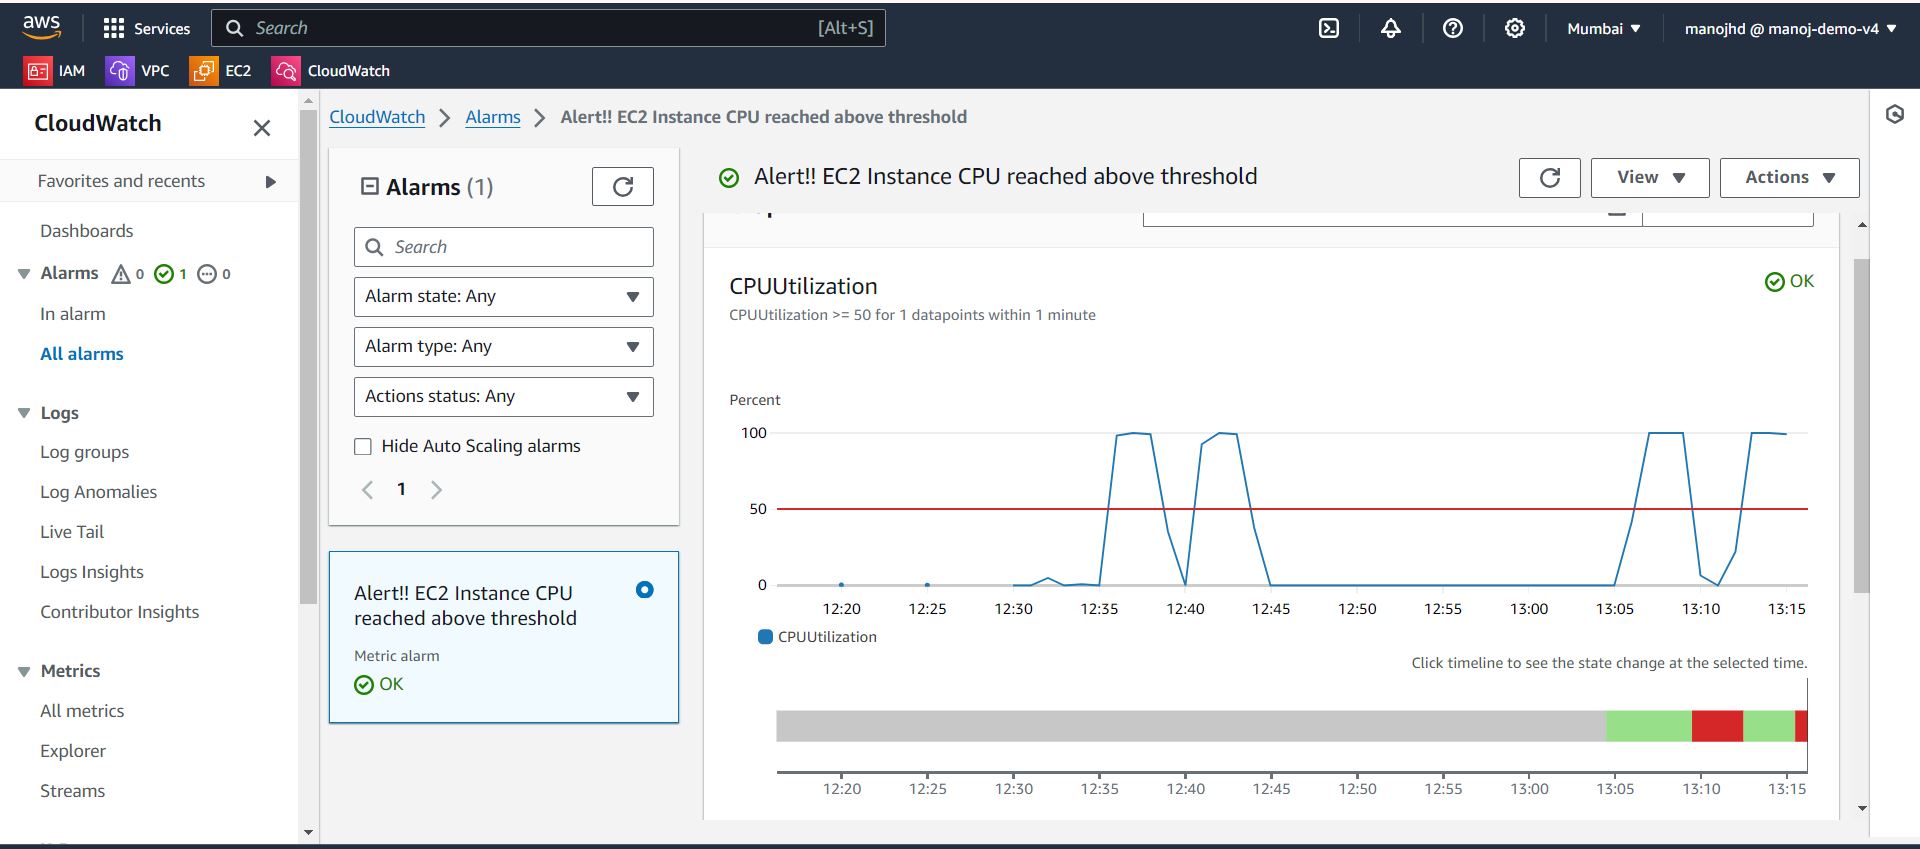 aws
Services
Search
[Alt+S]
Mumbai
manojhd @ manoj-demo-v4
IAM
VPC
EC2
CloudWatch
CloudWatch
Favorites and recents
Dashboards
Alarms 0 1 0
In alarm
All alarms
Logs
Log groups
Log Anomalies
Live Tail
Logs Insights
Contributor Insights
Metrics
All metrics
Explorer
Streams
CloudWatch
Alarms
Alert!! EC2 Instance CPU reached above threshold
Alarms (1)
Search
Alarm state: Any
Alarm type: Any
Actions status: Any
Hide Auto Scaling alarms
1
Alert!! EC2 Instance CPU
reached above threshold
Metric alarm
OK
Alert!! EC2 Instance CPU reached above threshold
View
Actions
CPUUtilization
OK
CPUUtilization >= 50 for 1 datapoints within 1 minute
Percent
100
50
0
12:20 12:25 12:30 12:35 12:40 12:45 12:50 12:55 13:00 13:05 13:10 13:15
CPUUtilization
Click timeline to see the state change at the selected time.
12:20 12:25 12:30 12:35 12:40 12:45 12:50 12:55 13:00 13:05 13:10 13:15